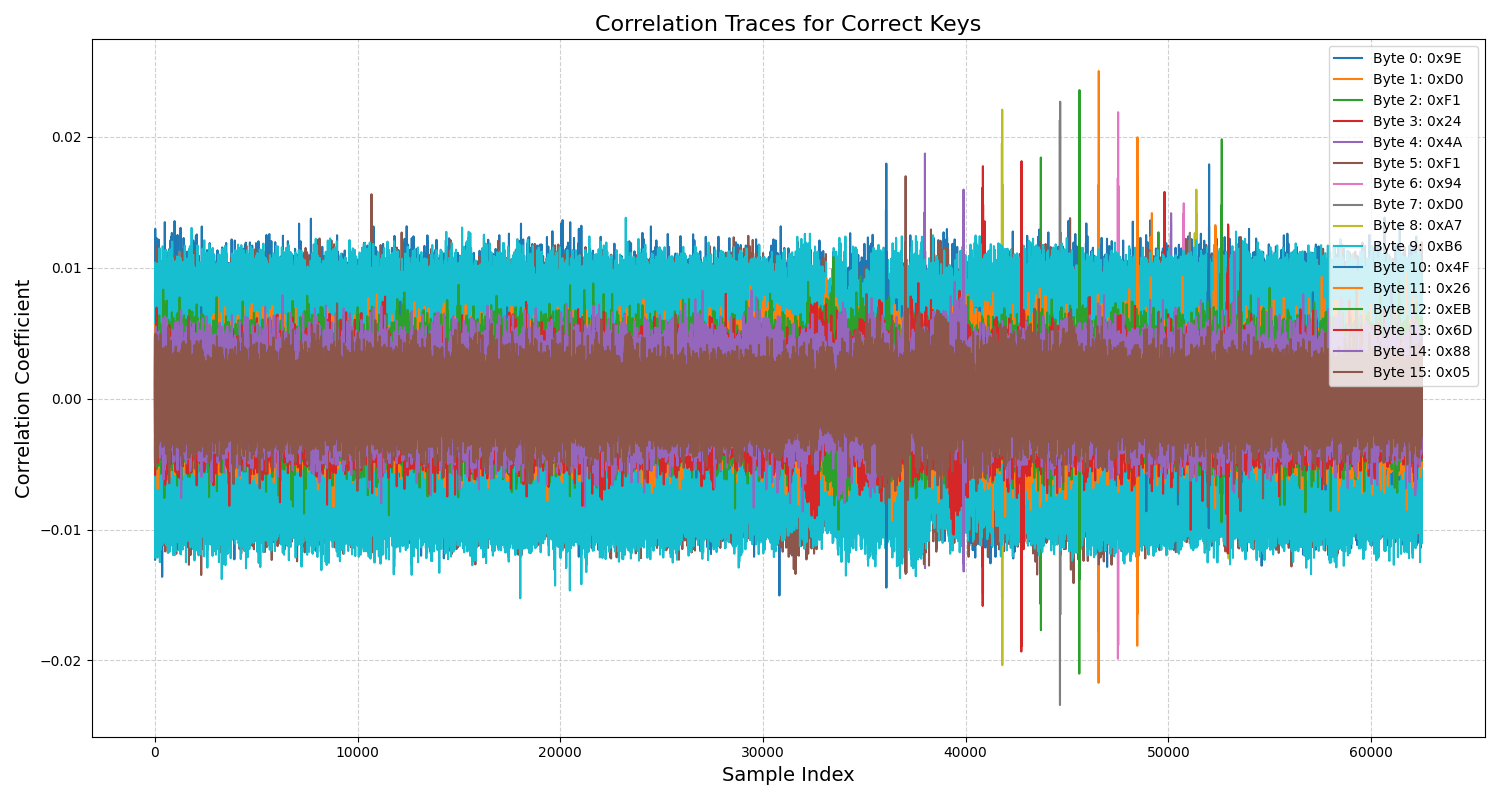 Correlation Traces for Correct Keys
Correlation Coefficient
0.02
0.01
0.00
−0.01
−0.02
0
10000
20000
30000
40000
50000
60000
Sample Index
Byte 0: 0x9E
Byte 1: 0xD0
Byte 2: 0xF1
Byte 3: 0x24
Byte 4: 0x4A
Byte 5: 0xF1
Byte 6: 0x94
Byte 7: 0xD0
Byte 8: 0xA7
Byte 9: 0xB6
Byte 10: 0x4F
Byte 11: 0x26
Byte 12: 0xEB
Byte 13: 0x6D
Byte 14: 0x88
Byte 15: 0x05